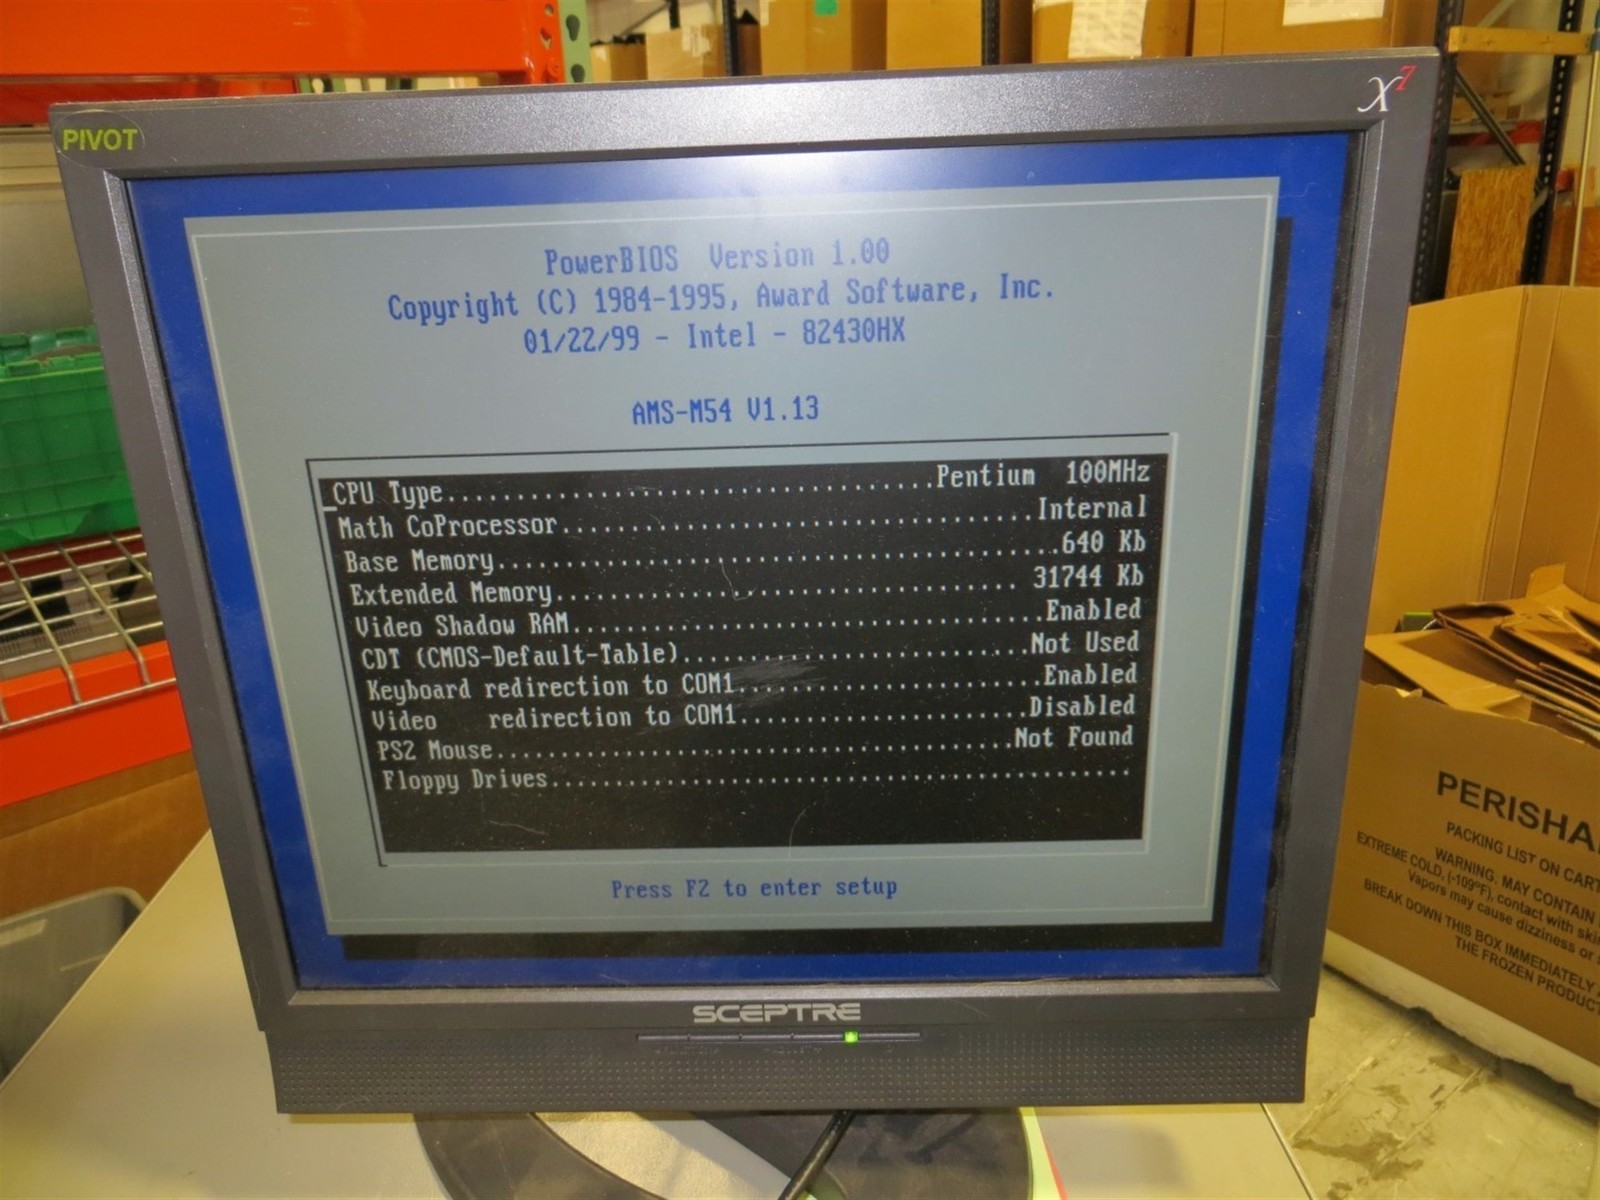 X7
PIVOT
PowerBIOS Version 1.00
Copyright (C) 1984-1995, Award Software, Inc.
01/22/99 - Intel - 82430HX
AMS-M54 V1.13
CPU Type...................................Pentium 100MHz
Math CoProcessor..................................Internal
Base Memory........................................640 Kb
Extended Memory.................................. 31744 Kb
Video Shadow RAM..................................Enabled
CDT (CMOS-Default-Table)..........................Not Used
Keyboard redirection to COM1.......................Enabled
Video redirection to COM1.....................Disabled
PS2 Mouse.......................................Not Found
Floppy Drives.............................................
Press F2 to enter setup
SCEPTRE
PERISHA
PACKING LIST ON CART
WARNING, MAY CONTAIN
EXTREME COLD, (-109°F), contact with ski
Vapors may cause dizziness or
BREAK DOWN THIS BOX IMMEDIATELY
THE FROZEN PRODUC